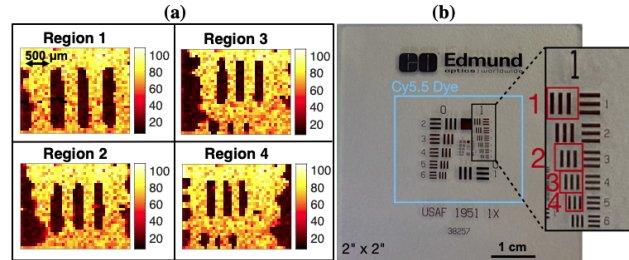 (a)
Region 1
500 µm
100
80
60
40
20
Region 3
100
80
60
40
20
Region 2
100
80
60
40
20
Region 4
100
80
60
40
20
(b)
EO Edmund
optics | worldwide
Cy5.5 Dye
0 1
2
3
4
5
6
1
USAF 1951 1X
38257
2" x 2"
1 cm
1
1
2
3
4
1
3
5
6